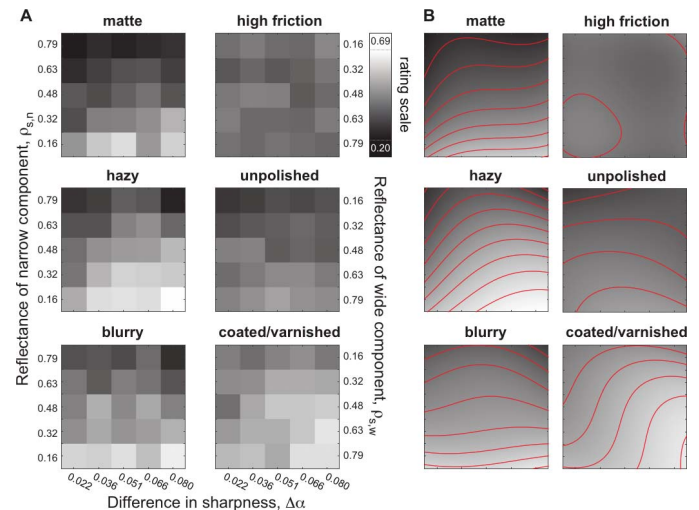 A
B
matte
high friction
matte
high friction
0.79
0.63
0.48
0.32
0.16
0.16
0.32
0.48
0.63
0.79
0.69
0.20
rating scale
hazy
unpolished
hazy
unpolished
0.79
0.63
0.48
0.32
0.16
0.16
0.32
0.48
0.63
0.79
Reflectance of narrow component, ρs,n
Reflectance of wide component, ρs,w
blurry
coated/varnished
blurry
coated/varnished
0.79
0.63
0.48
0.32
0.16
0.16
0.32
0.48
0.63
0.79
0.022
0.036
0.051
0.066
0.080
0.022
0.036
0.051
0.066
0.080
Difference in sharpness, Δα